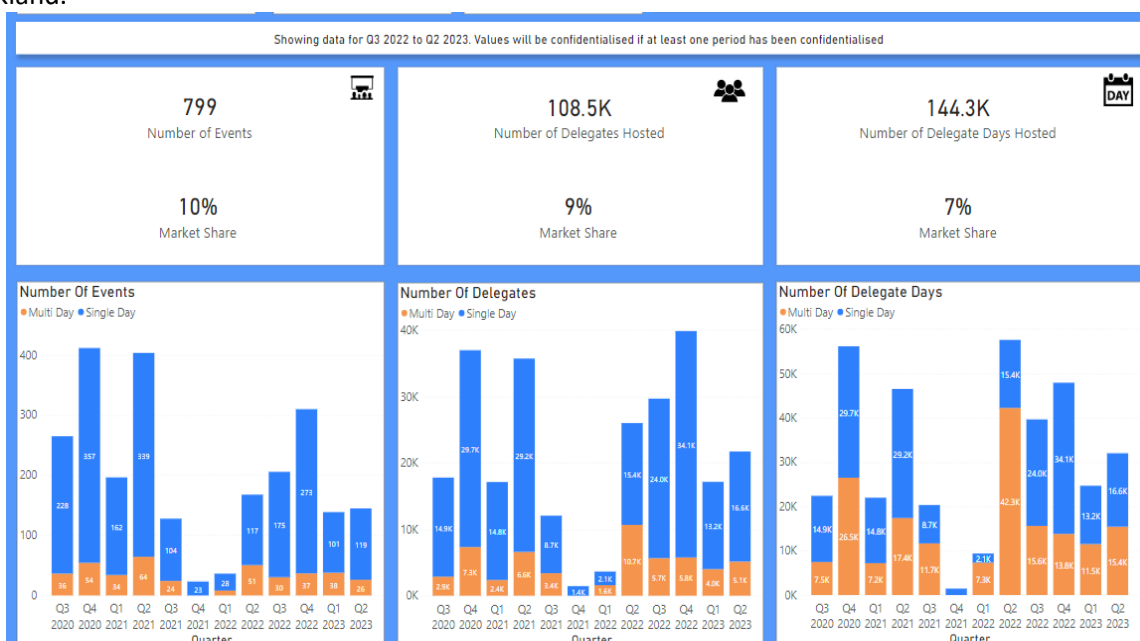 kland.
Showing data for Q3 2022 to Q2 2023. Values will be confidentialised if at least one period has been confidentialised
799
Number of Events
10%
Market Share
108.5K
Number of Delegates Hosted
9%
Market Share
DAY
144.3K
Number of Delegate Days Hosted
7%
Market Share
Number Of Events
Multi Day Single Day
400
300
200
100
0
228 357 162 339 104 23 28 117 175 273 101 119
36 54 34 64 24 51 30 37 38 26
Q3 Q4 Q1 Q2 Q3 Q4 Q1 Q2 Q3 Q4 Q1 Q2
2020 2020 2021 2021 2021 2021 2022 2022 2022 2022 2023 2023
Quarter
Number Of Delegates
Multi Day Single Day
40K
30K
20K
10K
0K
14.9K 29.7K 14.8K 29.2K 8.7K 1.4K 2.1K 15.4K 24.0K 34.1K 13.2K 16.6K
2.9K 7.3K 2.4K 6.6K 3.4K 1.6K 10.7K 5.7K 5.8K 4.0K 5.1K
Q3 Q4 Q1 Q2 Q3 Q4 Q1 Q2 Q3 Q4 Q1 Q2
2020 2020 2021 2021 2021 2021 2022 2022 2022 2022 2023 2023
Quarter
Number Of Delegate Days
Multi Day Single Day
60K
50K
40K
30K
20K
10K
0K
14.9K 29.7K 14.8K 29.2K 8.7K 2.1K 15.4K 24.0K 34.1K 13.2K 16.6K
7.5K 26.5K 7.2K 17.4K 11.7K 7.3K 42.3K 15.6K 13.8K 11.5K 15.4K
Q3 Q4 Q1 Q2 Q3 Q4 Q1 Q2 Q3 Q4 Q1 Q2
2020 2020 2021 2021 2021 2021 2022 2022 2022 2022 2023 2023
Quarter